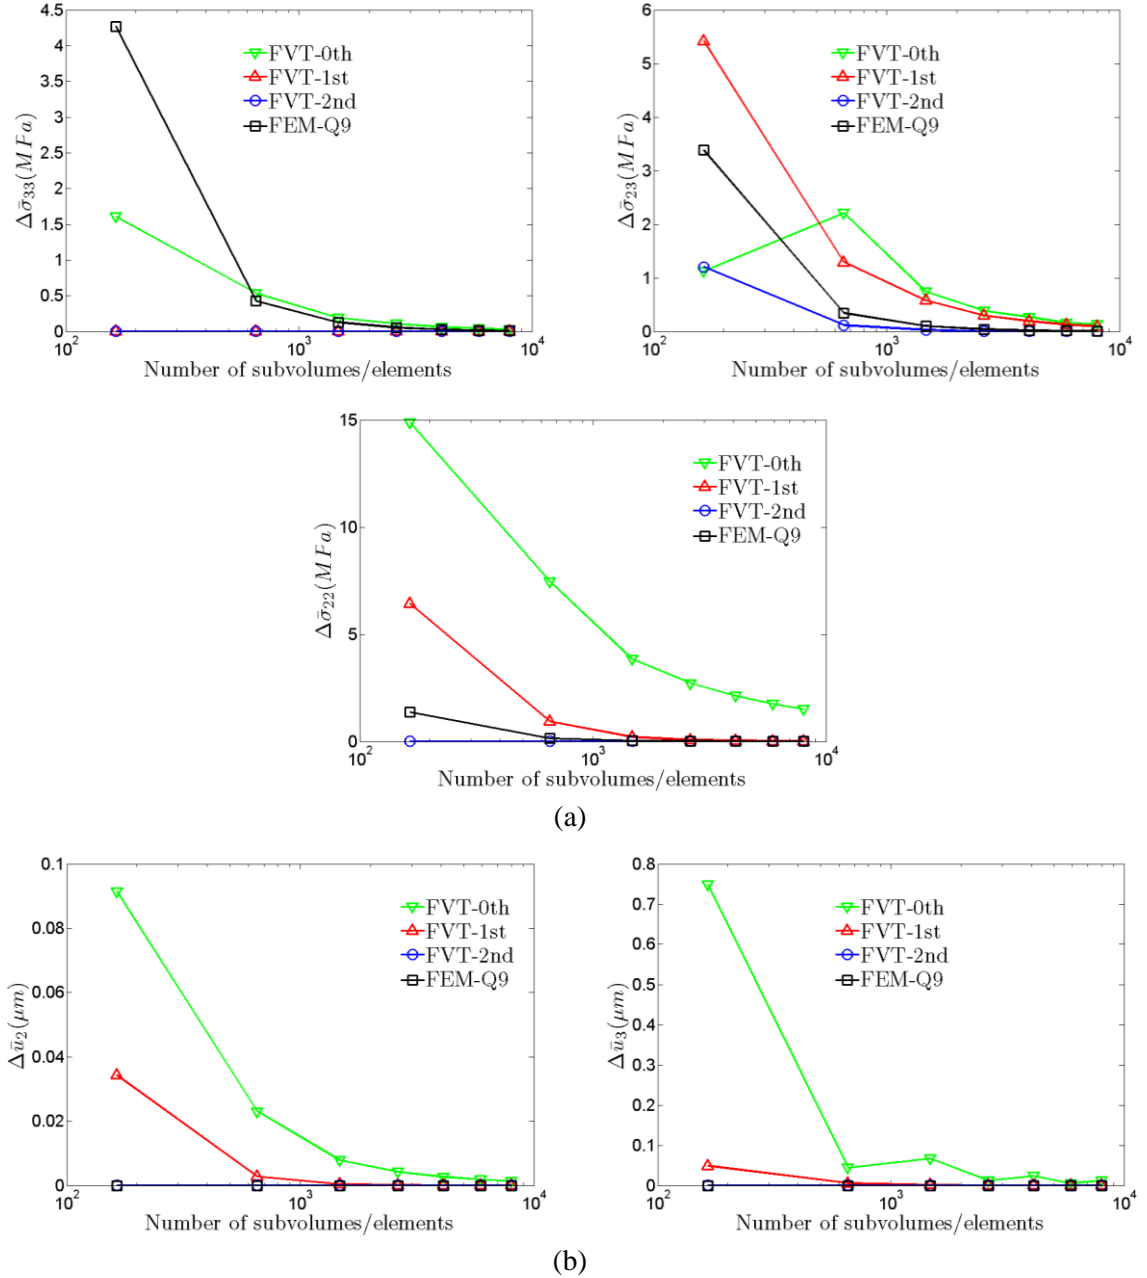 4.5
4
3.5
3
2.5
2
1.5
1
0.5
0
Δσ̄₃₃(MFa)
FVT-0th
FVT-1st
FVT-2nd
FEM-Q9
10² 10³ 10⁴
Number of subvolumes/elements
6
5
4
3
2
1
0
Δσ̄₂₃(MFa)
FVT-0th
FVT-1st
FVT-2nd
FEM-Q9
10² 10³ 10⁴
Number of subvolumes/elements
15
10
5
0
Δσ̄₂₂(MFa)
FVT-0th
FVT-1st
FVT-2nd
FEM-Q9
10² 10³ 10⁴
Number of subvolumes/elements
(a)
0.1
0.08
0.06
0.04
0.02
0
Δū₂(μm)
FVT-0th
FVT-1st
FVT-2nd
FEM-Q9
10² 10³ 10⁴
Number of subvolumes/elements
0.8
0.7
0.6
0.5
0.4
0.3
0.2
0.1
0
Δū₃(μm)
FVT-0th
FVT-1st
FVT-2nd
FEM-Q9
10² 10³ 10⁴
Number of subvolumes/elements
(b)